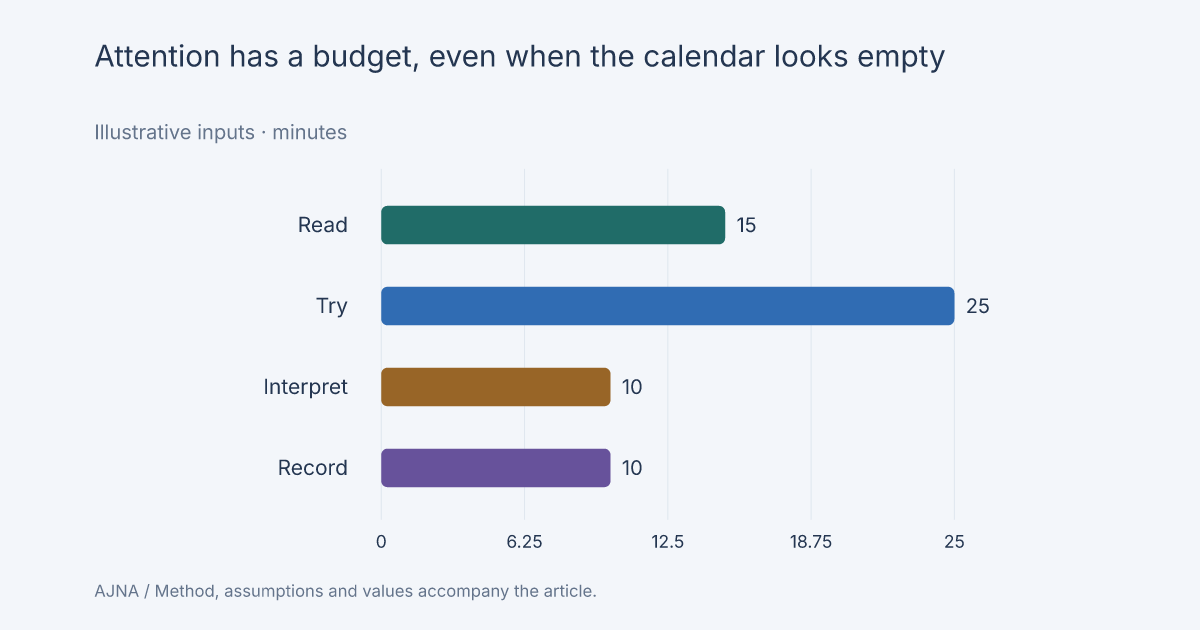 Attention has a budget, even when the calendar looks empty
Illustrative inputs · minutes
Read 15
Try 25
Interpret 10
Record 10
0 6.25 12.5 18.75 25
AJNA / Method, assumptions and values accompany the article.